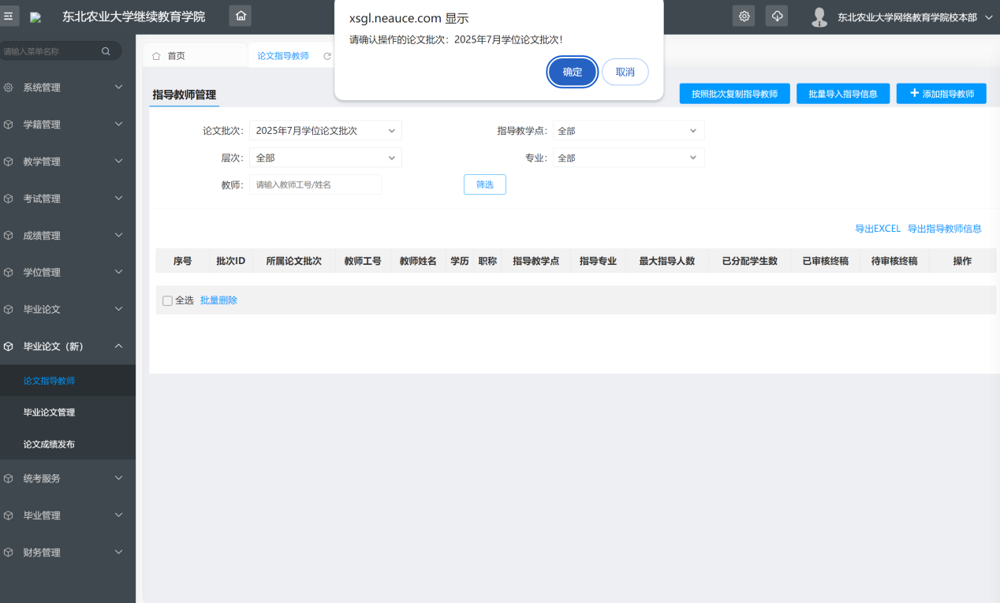 东北农业大学继续教育学院
xsgl.neauce.com 显示
请确认操作的论文批次：2025年7月学位论文批次！
确定
取消
东北农业大学网络教育学院校本部
请输入菜单名称
系统管理
学籍管理
教学管理
考试管理
成绩管理
学位管理
毕业论文
毕业论文（新）
论文指导教师
毕业论文管理
论文成绩发布
统考服务
毕业管理
财务管理
首页
论文指导教师
指导教师管理
按照批次复制指导教师
批量导入指导信息
添加指导教师
论文批次： 2025年7月学位论文批次 指导教学点： 全部
层次： 全部 专业： 全部
教师： 请输入教师工号/姓名 筛选
导出EXCEL 导出指导教师信息
序号 批次ID 所属论文批次 教师工号 教师姓名 学历 职称 指导教学点 指导专业 最大指导人数 已分配学生数 已审核终稿 待审核终稿 操作
全选 批量删除